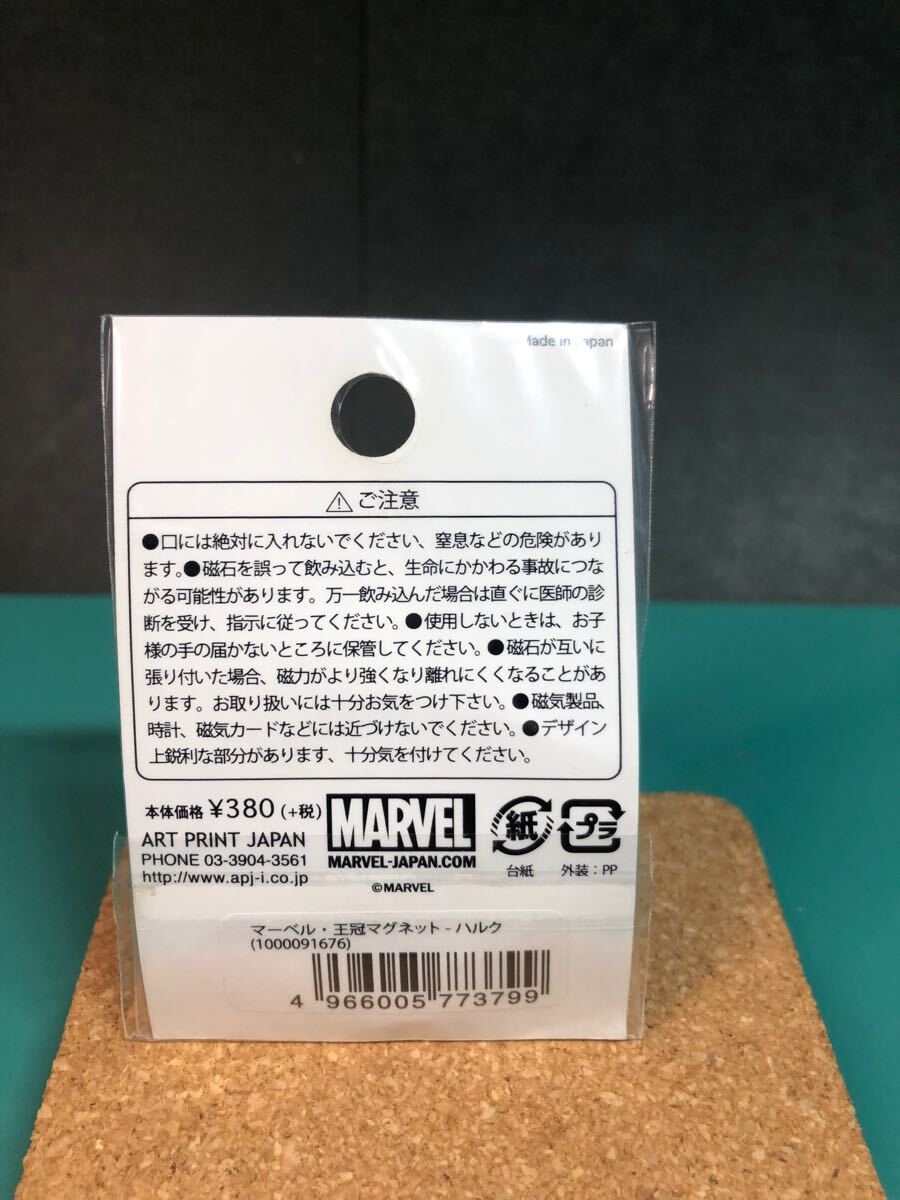 Made in Japan
ご注意
●口には絶対に入れないでください、窒息などの危険があり
ます。●磁石を誤って飲み込むと、生命にかかわる事故につな
がる可能性があります。万一飲み込んだ場合は直ぐに医師の診
断を受け、指示に従ってください。●使用しないときは、お子
様の手の届かないところに保管してください。●磁石が互いに
張り付いた場合、磁力がより強くなり離れにくくなることがあ
ります。お取り扱いには十分お気をつけ下さい。●磁気製品、
時計、磁気カードなどには近づけないでください。●デザイン
上鋭利な部分があります、十分気を付けてください。
本体価格 ¥380 (+税)
ART PRINT JAPAN
PHONE 03-3904-3561
http://www.apj-i.co.jp
MARVEL
MARVEL-JAPAN.COM
©MARVEL
紙
台紙
プラ
外装：PP
マーベル・王冠マグネット - ハルク
(1000091676)
4 966005 773799